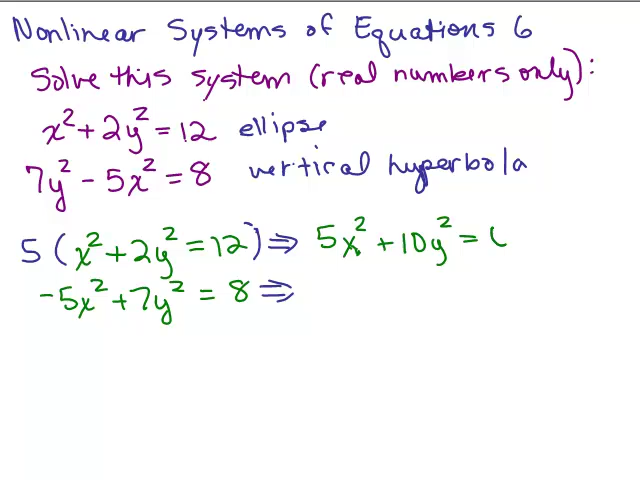 Nonlinear Systems of Equations 6
Solve this system (real numbers only):
x² + 2y² = 12 ellipse
7y² - 5x² = 8 vertical hyperbola
5 (x² + 2y² = 12) ⇒ 5x² + 10y² = (
-5x² + 7y² = 8 ⇒